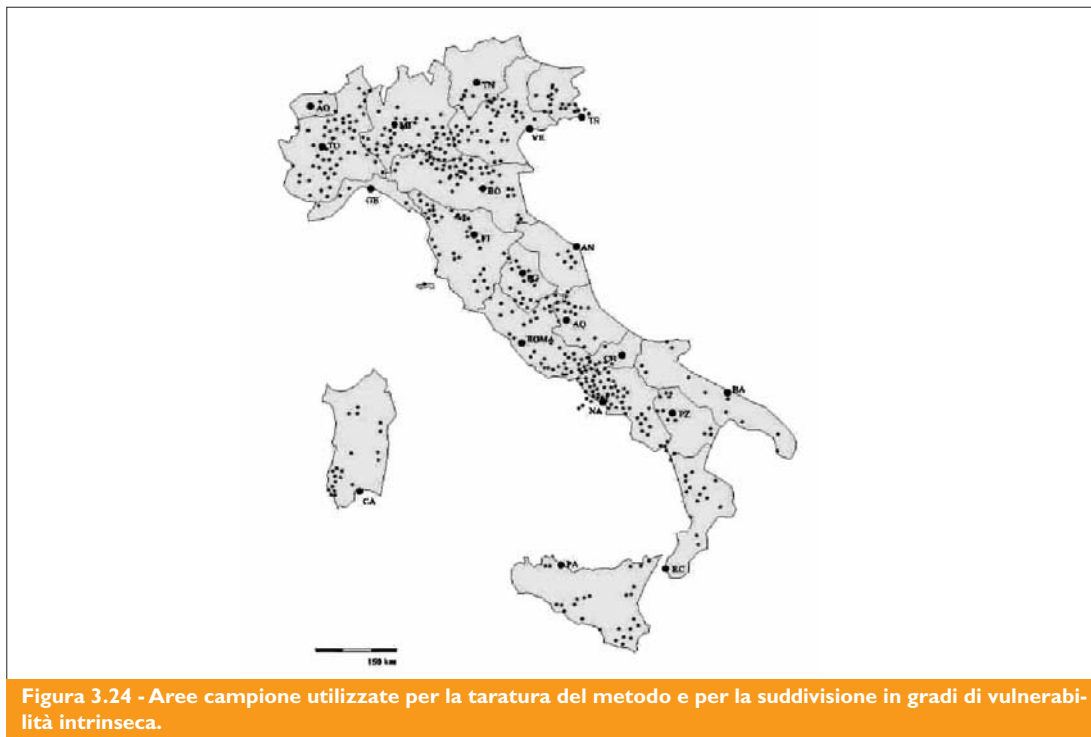 TN
AO
TS
MI
VE
TO
BO
GE
FI
AN
PG
AQ
ROMA
CB
BA
NA
PZ
CA
PA
RC
150 km
Figura 3.24 - Aree campione utilizzate per la taratura del metodo e per la suddivisione in gradi di vulnerabi-
lità intrinseca.